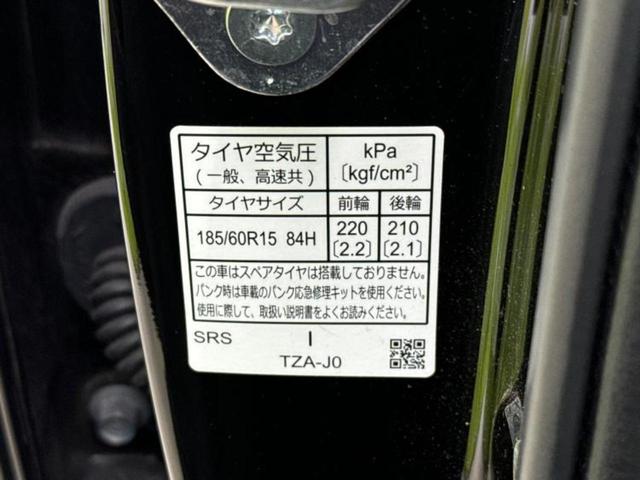 タイヤ空気圧 kPa
(一般、高速共) 〔kgf/cm²〕
タイヤサイズ 前輪 後輪
185/60R15 84H 220 210
〔2.2〕 〔2.1〕
この車はスペアタイヤは搭載しておりません。
パンク時は車載のパンク応急修理キットを使用ください。
使用に際して、取扱い説明書をよくお読みください。
SRS I
TZA-J0